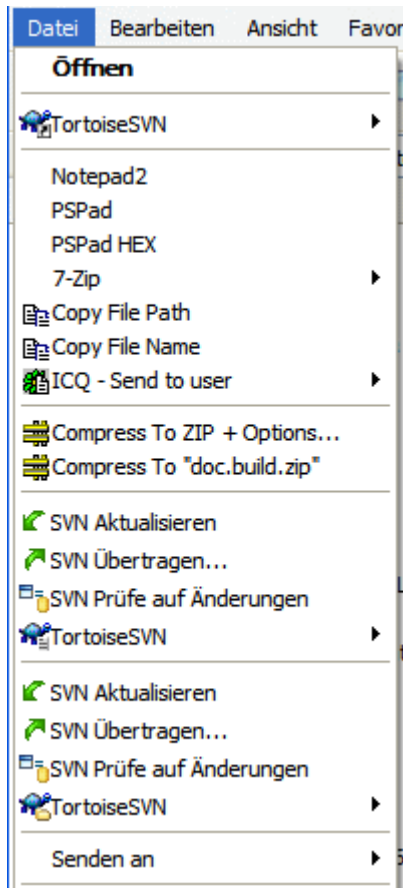 Datei Bearbeiten Ansicht Favor
Öffnen
TortoiseSVN
Notepad2
PSPad
PSPad HEX
7-Zip
Copy File Path
Copy File Name
ICQ - Send to user
Compress To ZIP + Options...
Compress To "doc.build.zip"
SVN Aktualisieren
SVN Übertragen...
SVN Prüfe auf Änderungen
TortoiseSVN
SVN Aktualisieren
SVN Übertragen...
SVN Prüfe auf Änderungen
TortoiseSVN
Senden an